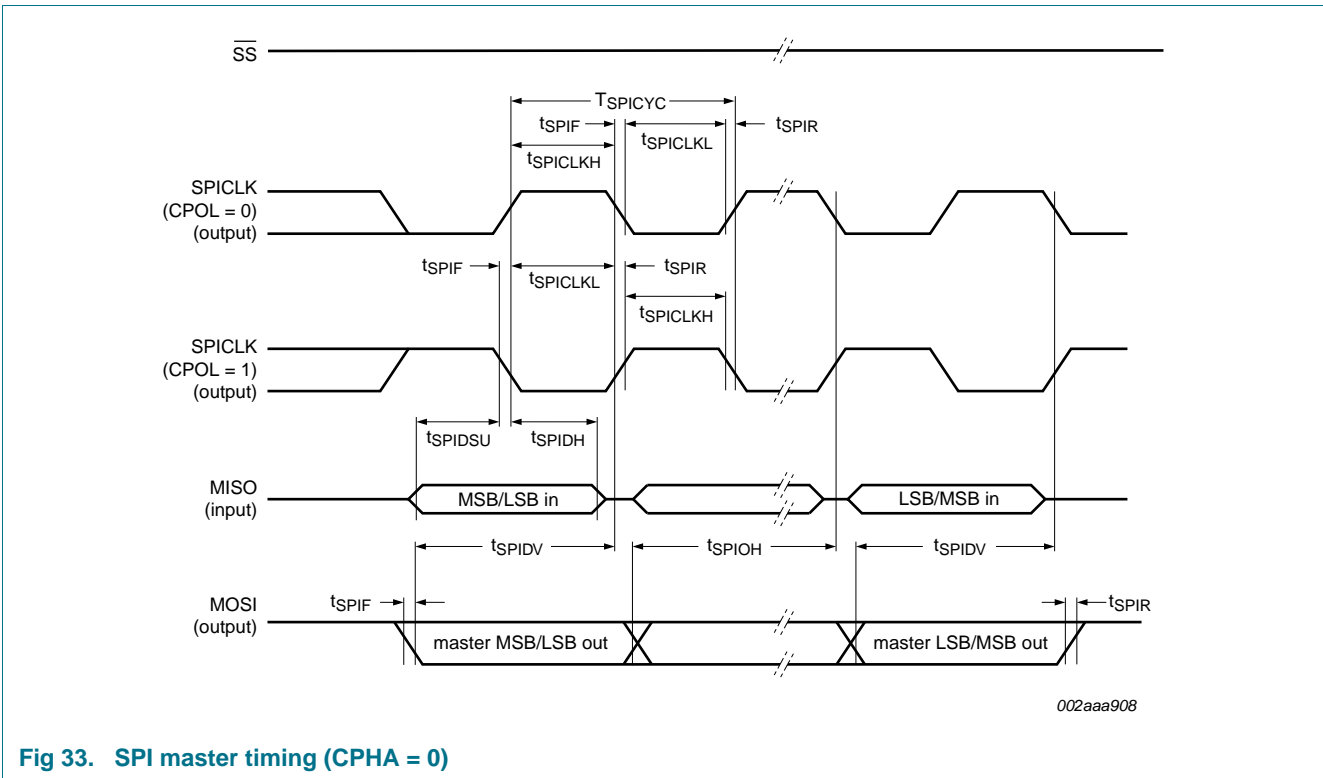 SS
TSPICYC
tSPIF
tSPICLKL
tSPIR
tSPICLKH
SPICLK
(CPOL = 0)
(output)
tSPIF
tSPICLKL
tSPIR
tSPICLKH
SPICLK
(CPOL = 1)
(output)
tSPIDSU
tSPIDH
MISO
(input)
MSB/LSB in
LSB/MSB in
tSPIDV
tSPIOH
tSPIDV
MOSI
(output)
tSPIF
tSPIR
master MSB/LSB out
master LSB/MSB out
002aaa908
Fig 33. SPI master timing (CPHA = 0)